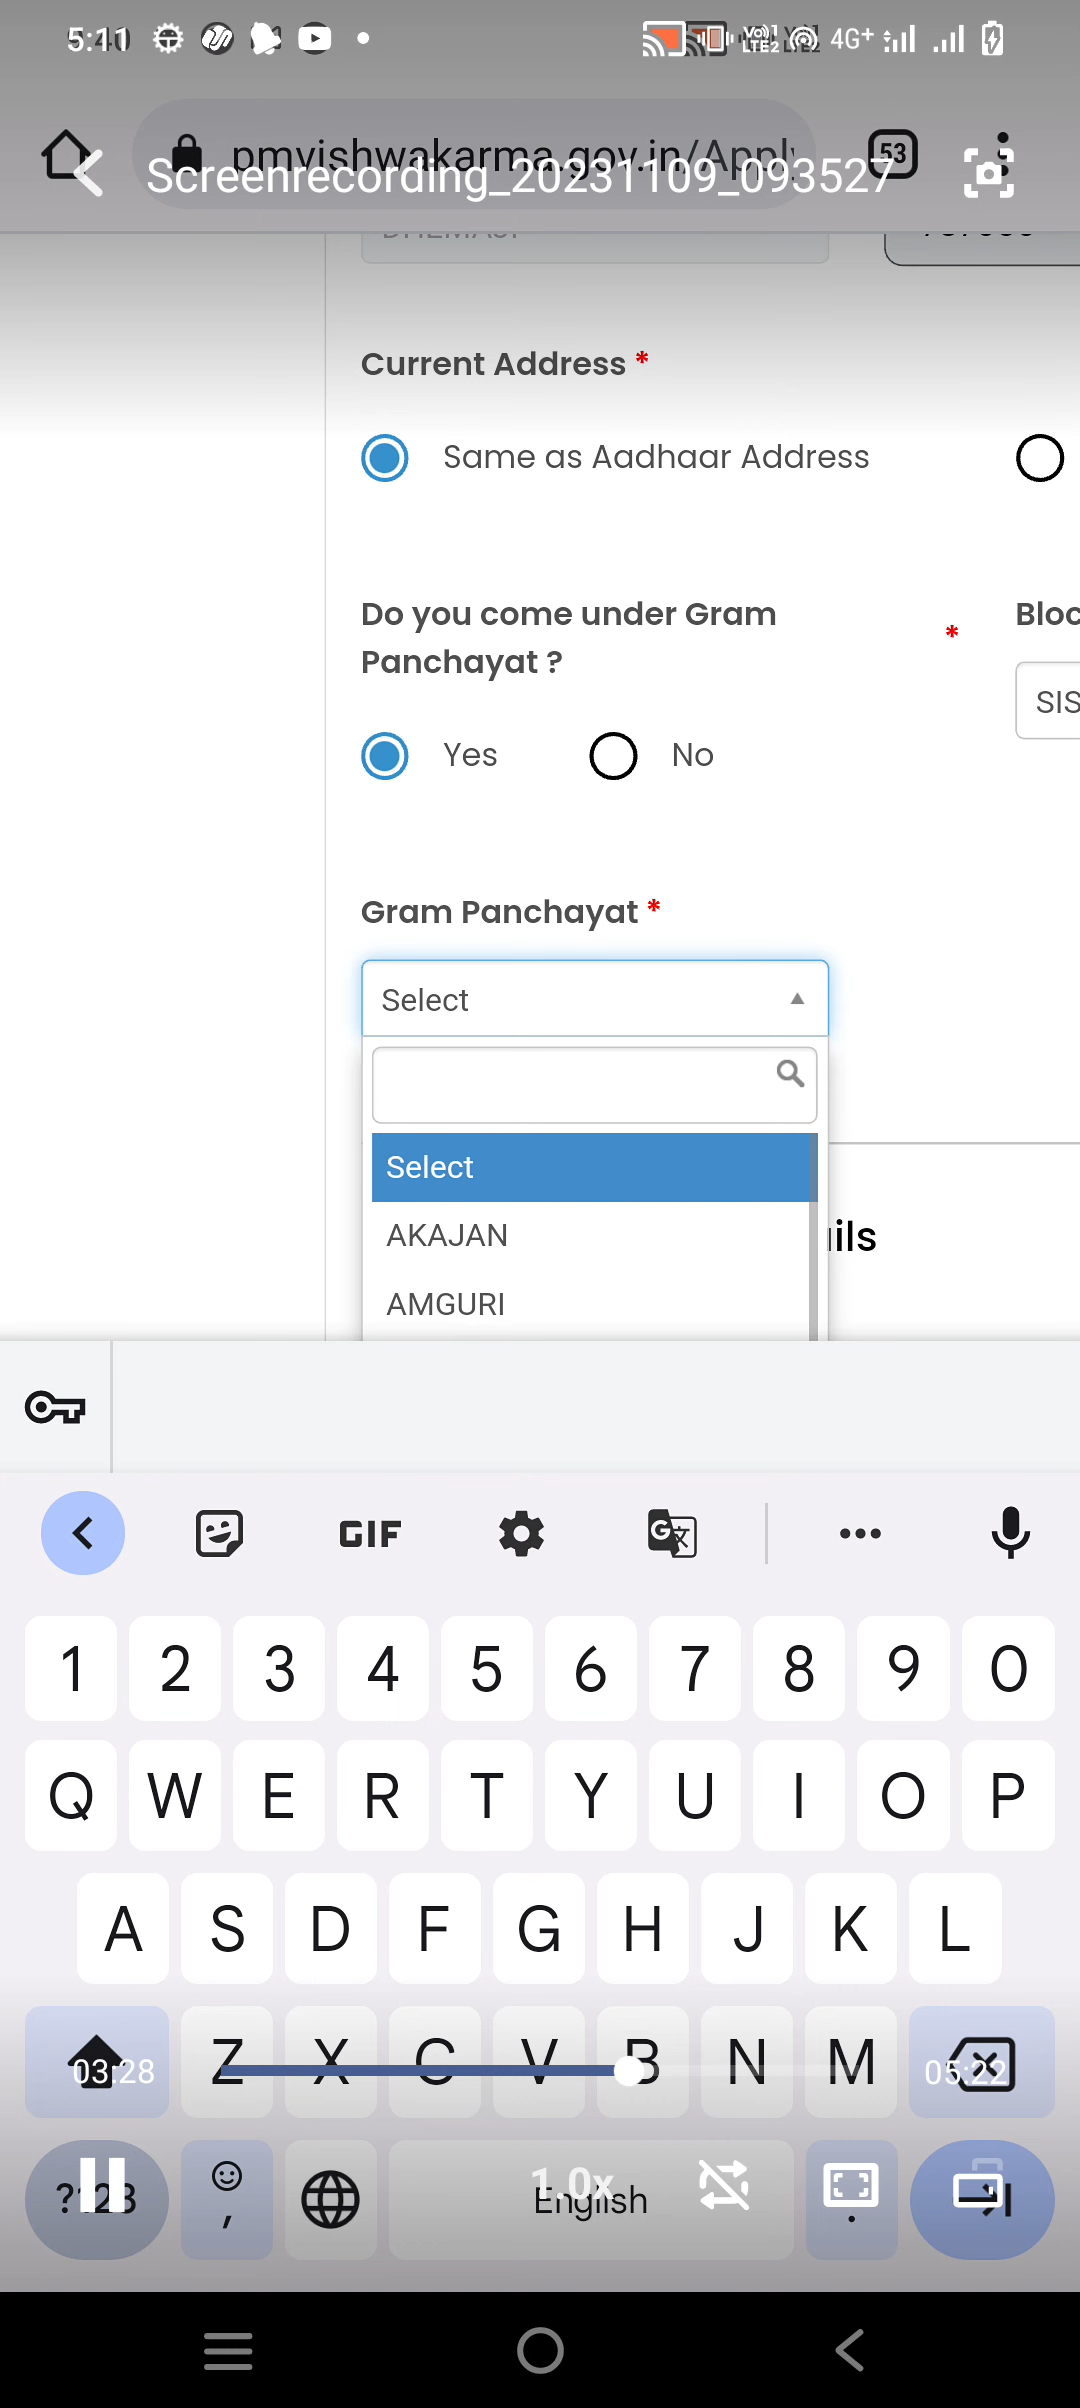 5:11
4G+
pmvishwakarma.gov.in/Appl
53
Screenrecording_20231109_093527
Current Address *
Same as Aadhaar Address
Do you come under Gram
Panchayat ?
*
Bloc
SIS
Yes
No
Gram Panchayat *
Select
Select
AKAJAN
ils
AMGURI
GIF
1 2 3 4 5 6 7 8 9 0
Q W E R T Y U I O P
A S D F G H J K L
Z X C V B N M
03:28
05:22
?123
,
English
1.0x
.